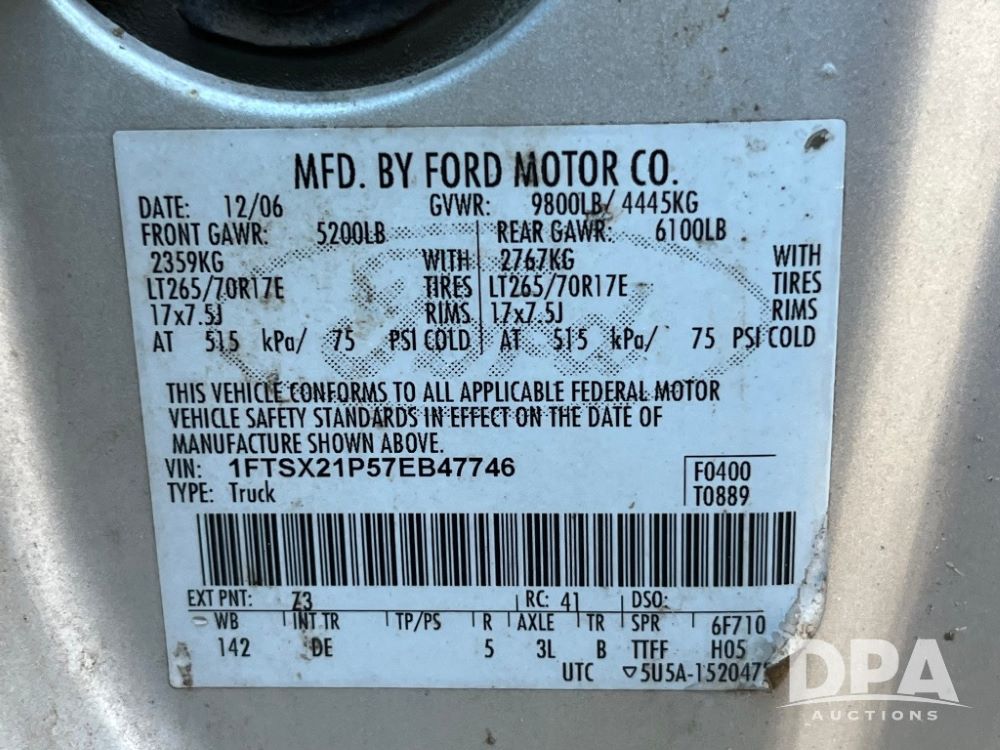 MFD. BY FORD MOTOR CO.
DATE: 12/06 GVWR: 9800LB/ 4445KG
FRONT GAWR: 5200LB REAR GAWR: 6100LB
2359KG WITH 2767KG WITH
LT265/70R17E TIRES LT265/70R17E TIRES
17x7.5J RIMS 17x7.5J RIMS
AT 515 kPa/ 75 PSI COLD AT 515 kPa/ 75 PSI COLD
THIS VEHICLE CONFORMS TO ALL APPLICABLE FEDERAL MOTOR
VEHICLE SAFETY STANDARDS IN EFFECT ON THE DATE OF
MANUFACTURE SHOWN ABOVE.
VIN: 1FTSX21P57EB47746 F0400
TYPE: Truck T0889
EXT PNT: Z3 RC: 41 DSO:
WB INT TR TP/PS R AXLE TR SPR 6F710
142 DE 5 3L B TTFF H05
UTC ▽5U5A-152047
DPA
AUCTIONS